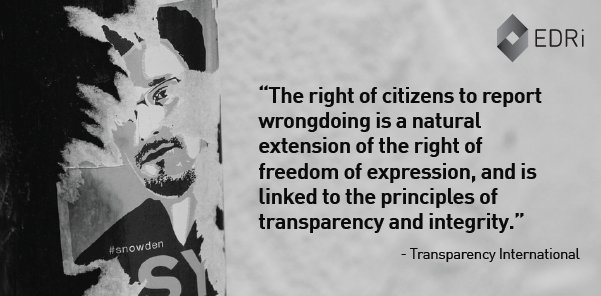 EDRi
“The right of citizens to report
wrongdoing is a natural
extension of the right of
freedom of expression, and is
linked to the principles of
transparency and integrity.”
- Transparency International
#snowden
SY